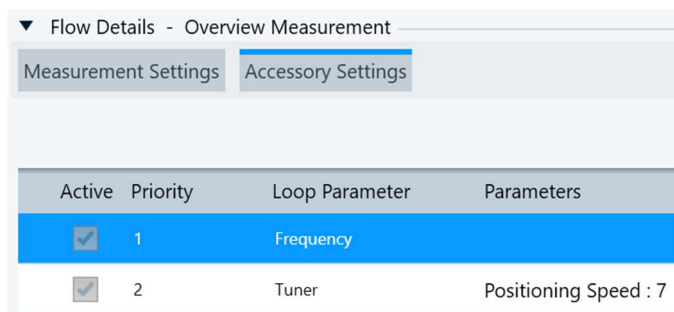 Flow Details - Overview Measurement
Measurement Settings Accessory Settings
Active Priority Loop Parameter Parameters
1 Frequency
2 Tuner Positioning Speed : 7